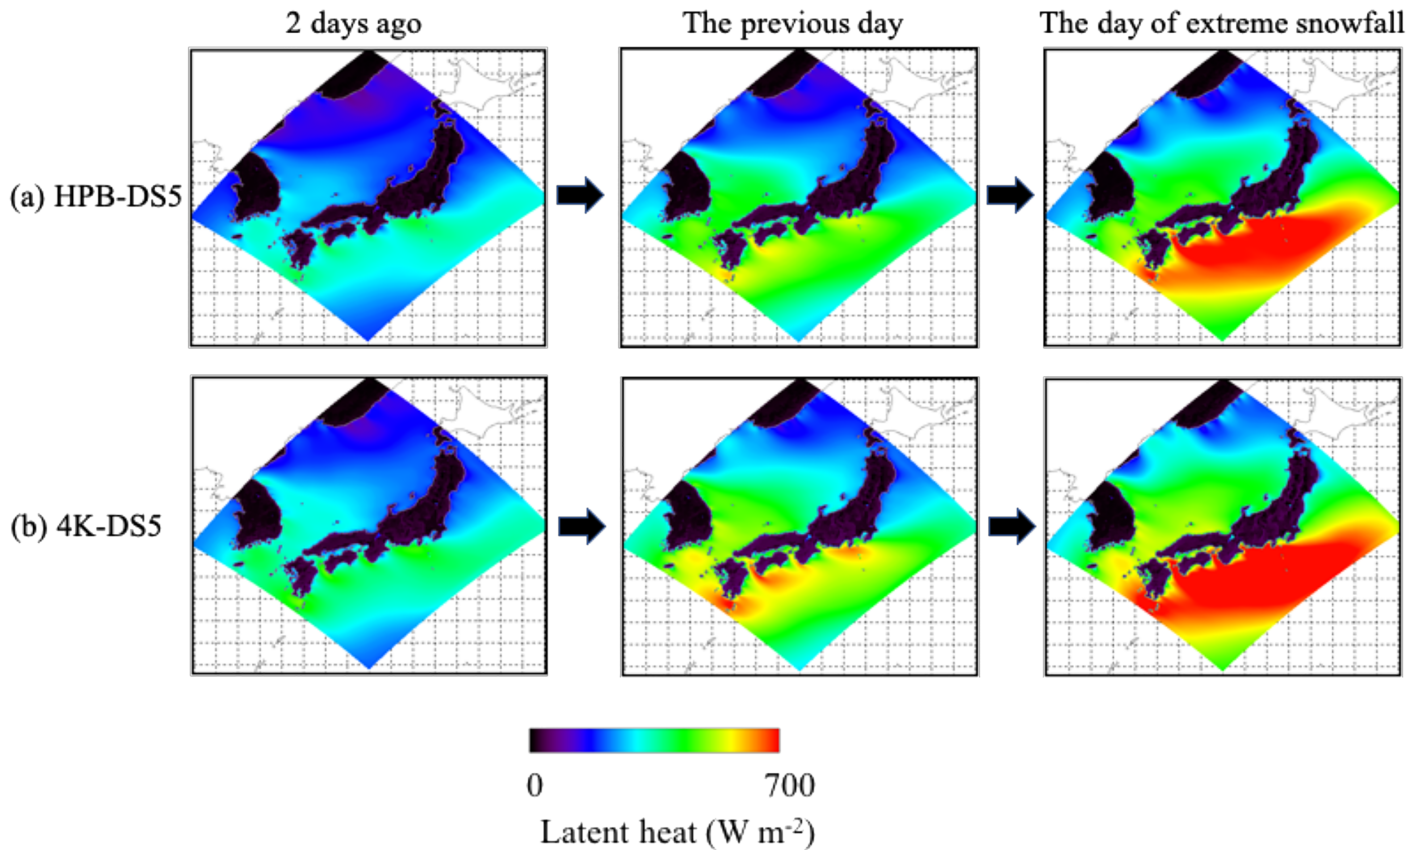 2 days ago
The previous day
The day of extreme snowfall
(a) HPB-DS5
(b) 4K-DS5
0
700
Latent heat (W m-2)